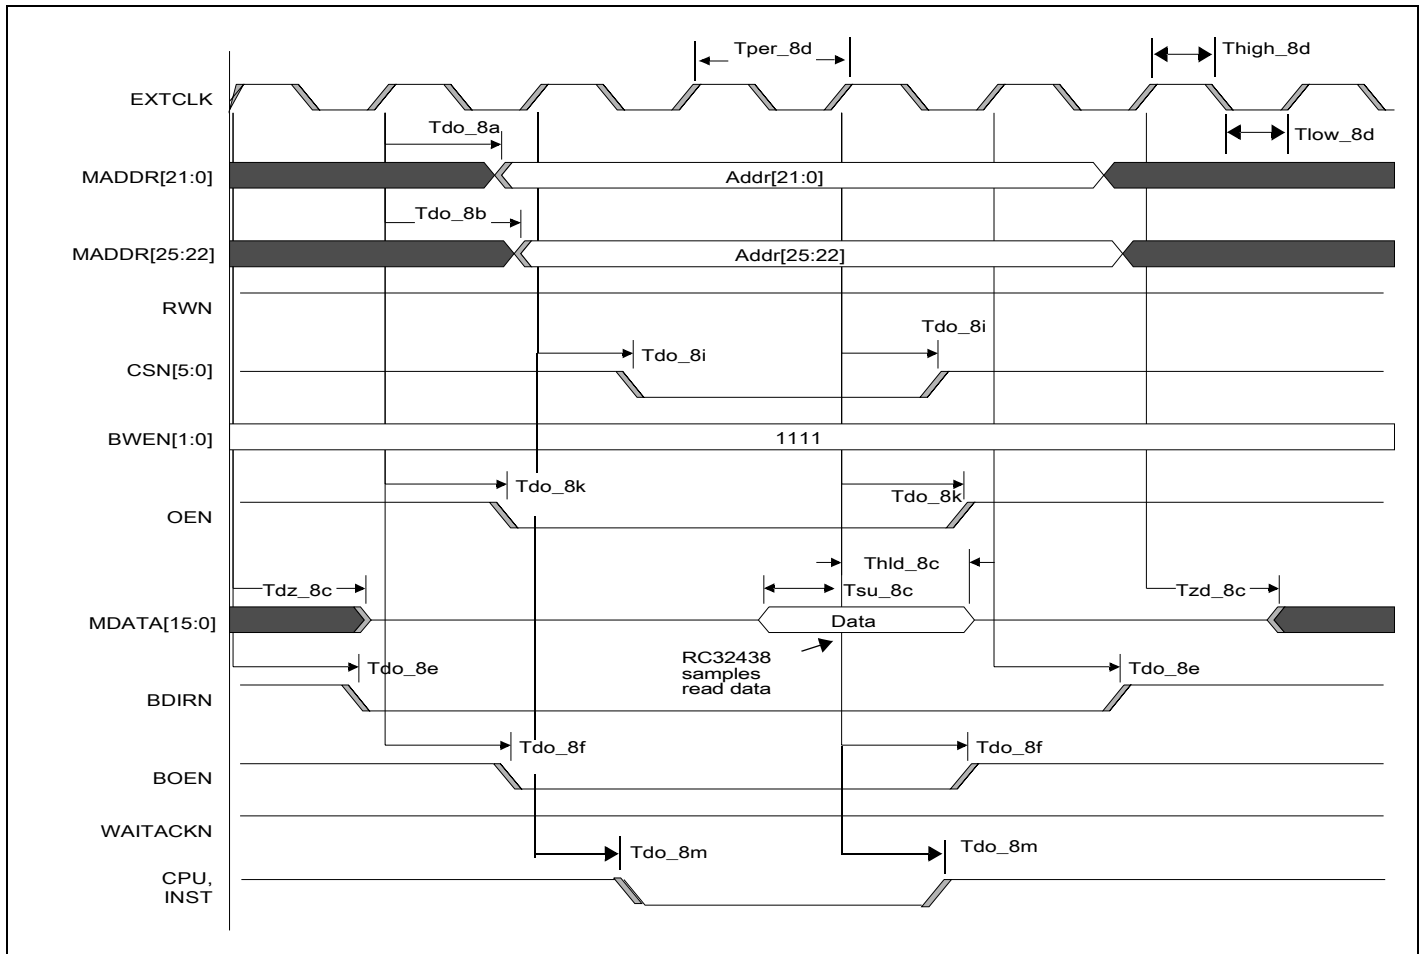 Tper_8d
Thigh_8d
EXTCLK
Tdo_8a
Tlow_8d
MADDR[21:0]
Addr[21:0]
Tdo_8b
MADDR[25:22]
Addr[25:22]
RWN
Tdo_8i
Tdo_8i
CSN[5:0]
BWEN[1:0]
1111
Tdo_8k
Tdo_8k
OEN
Thld_8c
Tdz_8c
Tsu_8c
Tzd_8c
MDATA[15:0]
Data
RC32438
samples
read data
Tdo_8e
Tdo_8e
BDIRN
Tdo_8f
Tdo_8f
BOEN
WAITACKN
Tdo_8m
Tdo_8m
CPU,
INST